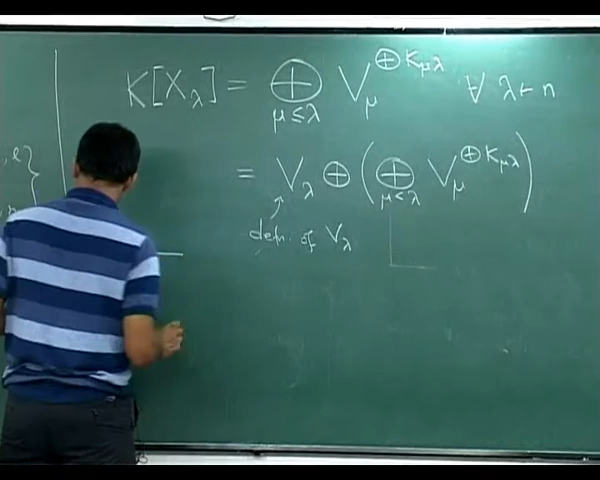 K[X_λ] = ⊕_{μ≤λ} V_μ^{⊕K_{μλ}} ∀ λ ⊢ n
= V_λ ⊕ (⊕_{μ<λ} V_μ^{⊕K_{μλ}})
defn. of V_λ